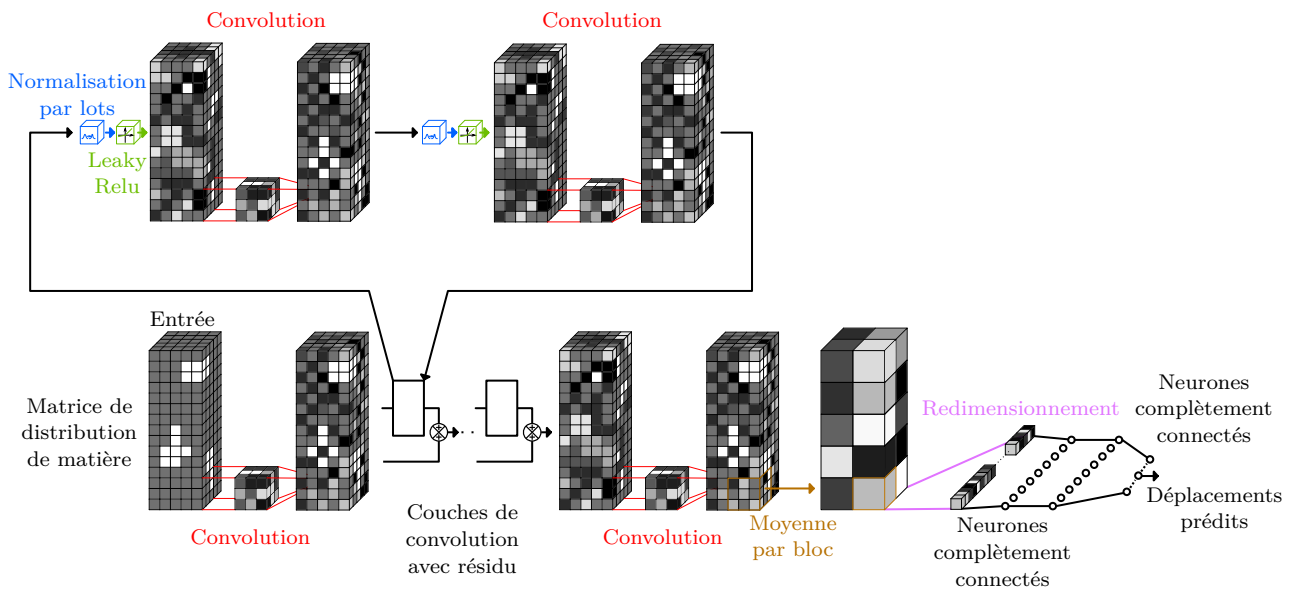 Convolution
Convolution
Normalisation
par lots
Leaky
Relu
Entrée
Matrice de
distribution
de matière
Convolution
Couches de
convolution
avec résidu
Convolution
Moyenne
par bloc
Redimensionnement
Neurones
complètement
connectés
Neurones
complètement
connectés
Déplacements
prédits